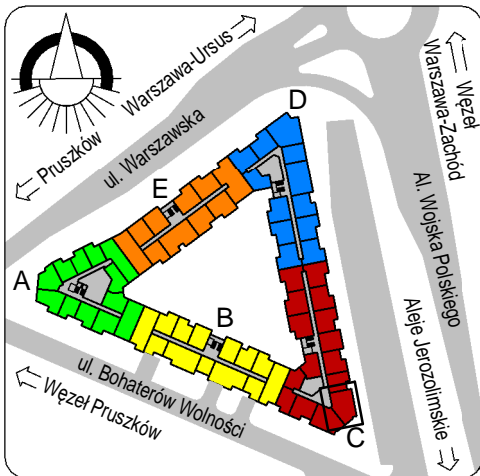 Warszawa-Ursus
Pruszków
ul. Warszawska
Węzeł
Warszawa-Zachód
Al. Wojska Polskiego
Aleje Jerozolimskie
D
E
A
B
C
ul. Bohaterów Wolności
Węzeł Pruszków